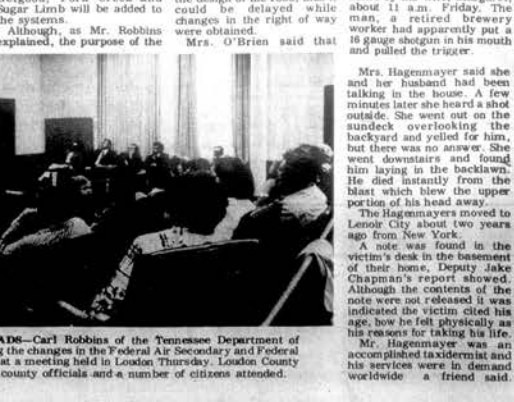 Sugar Limb will be added to
the systems.
Although, as Mr. Robbins
explained, the purpose of the
could be delayed while
changes in the right of way
were obtained.
Mrs. O'Brien said that
ADS—Carl Robbins of the Tennessee Department of
g the changes in the Federal Air Secondary and Federal
at a meeting held in Loudon Thursday. Loudon County
county officials and a number of citizens attended.
about 11 a.m. Friday. The
man, a retired brewery
worker had apparently put a
16 gauge shotgun in his mouth
and pulled the trigger.
Mrs. Hagenmayer said she
and her husband had been
talking in the house. A few
minutes later she heard a shot
outside. She went out on the
sundeck overlooking the
backyard and yelled for him,
but there was no answer. She
went downstairs and found
him laying in the backlawn.
He died instantly from the
blast which blew the upper
portion of his head away.
The Hagenmayers moved to
Lenoir City about two years
ago from New York.
A note was found in the
victim's desk in the basement
of their home, Deputy Jake
Chapman's report showed.
Although the contents of the
note were not released it was
indicated the victim cited his
age, how he felt physically as
his reasons for taking his life.
Mr. Hagenmayer was an
accomplished taxidermist and
his services were in demand
worldwide a friend said.